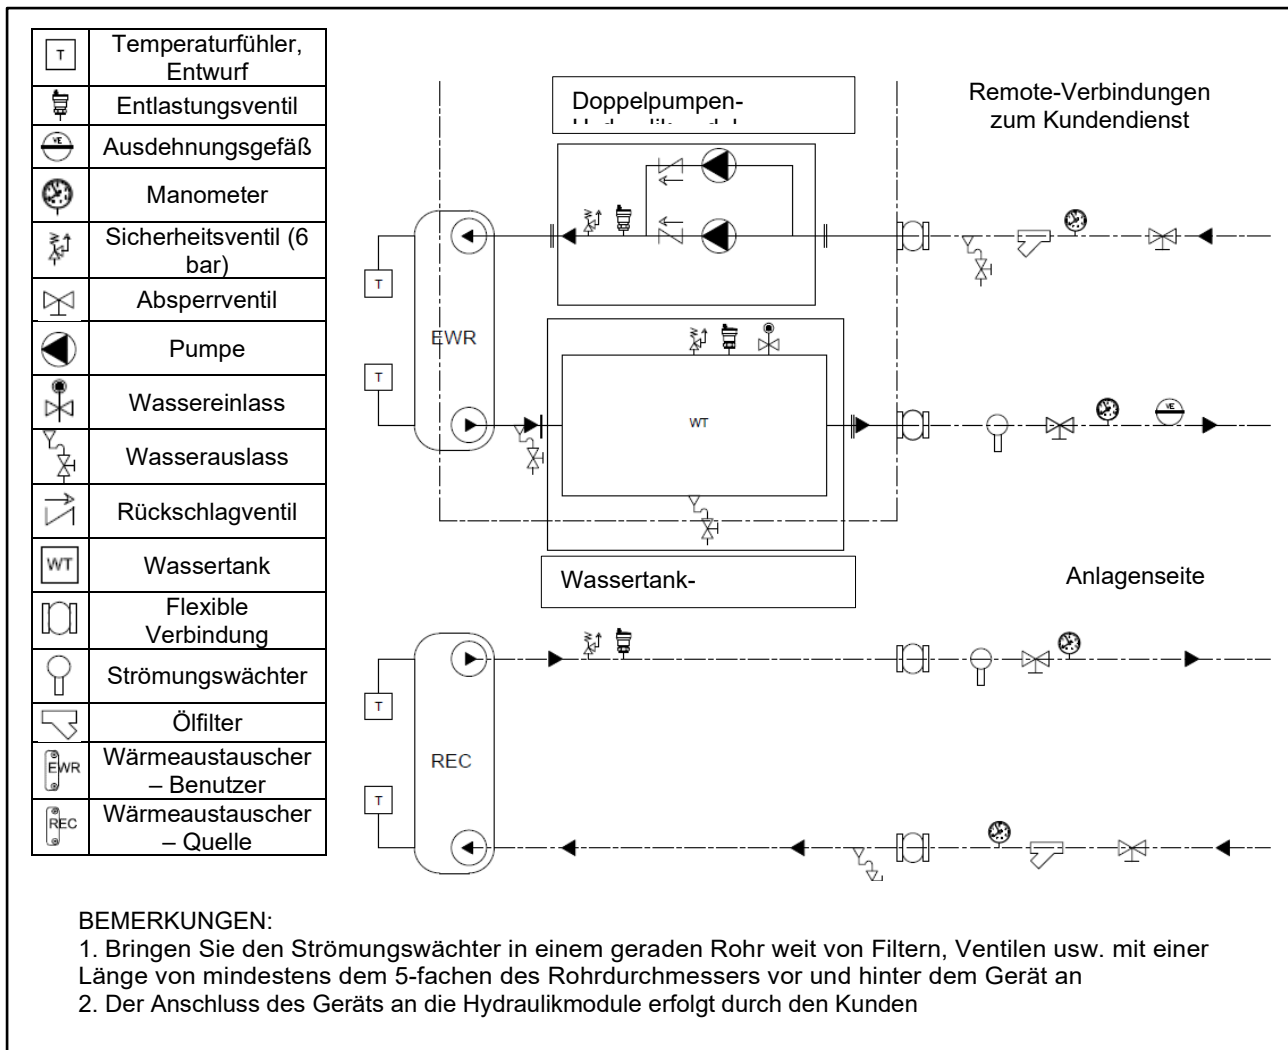 T
Temperaturfühler,
Entwurf
Entlastungsventil
VE
Ausdehnungsgefäß
Manometer
Sicherheitsventil (6
bar)
Absperrventil
Pumpe
Wassereinlass
Wasserauslass
Rückschlagventil
WT
Wassertank
Flexible
Verbindung
Strömungswächter
Ölfilter
EWR
Wärmeaustauscher
– Benutzer
REC
Wärmeaustauscher
– Quelle
Doppelpumpen-
Remote-Verbindungen
zum Kundendienst
T
EWR
T
WT
VE
Wassertank-
Anlagenseite
T
REC
T
BEMERKUNGEN:
1. Bringen Sie den Strömungswächter in einem geraden Rohr weit von Filtern, Ventilen usw. mit einer
Länge von mindestens dem 5-fachen des Rohrdurchmessers vor und hinter dem Gerät an
2. Der Anschluss des Geräts an die Hydraulikmodule erfolgt durch den Kunden